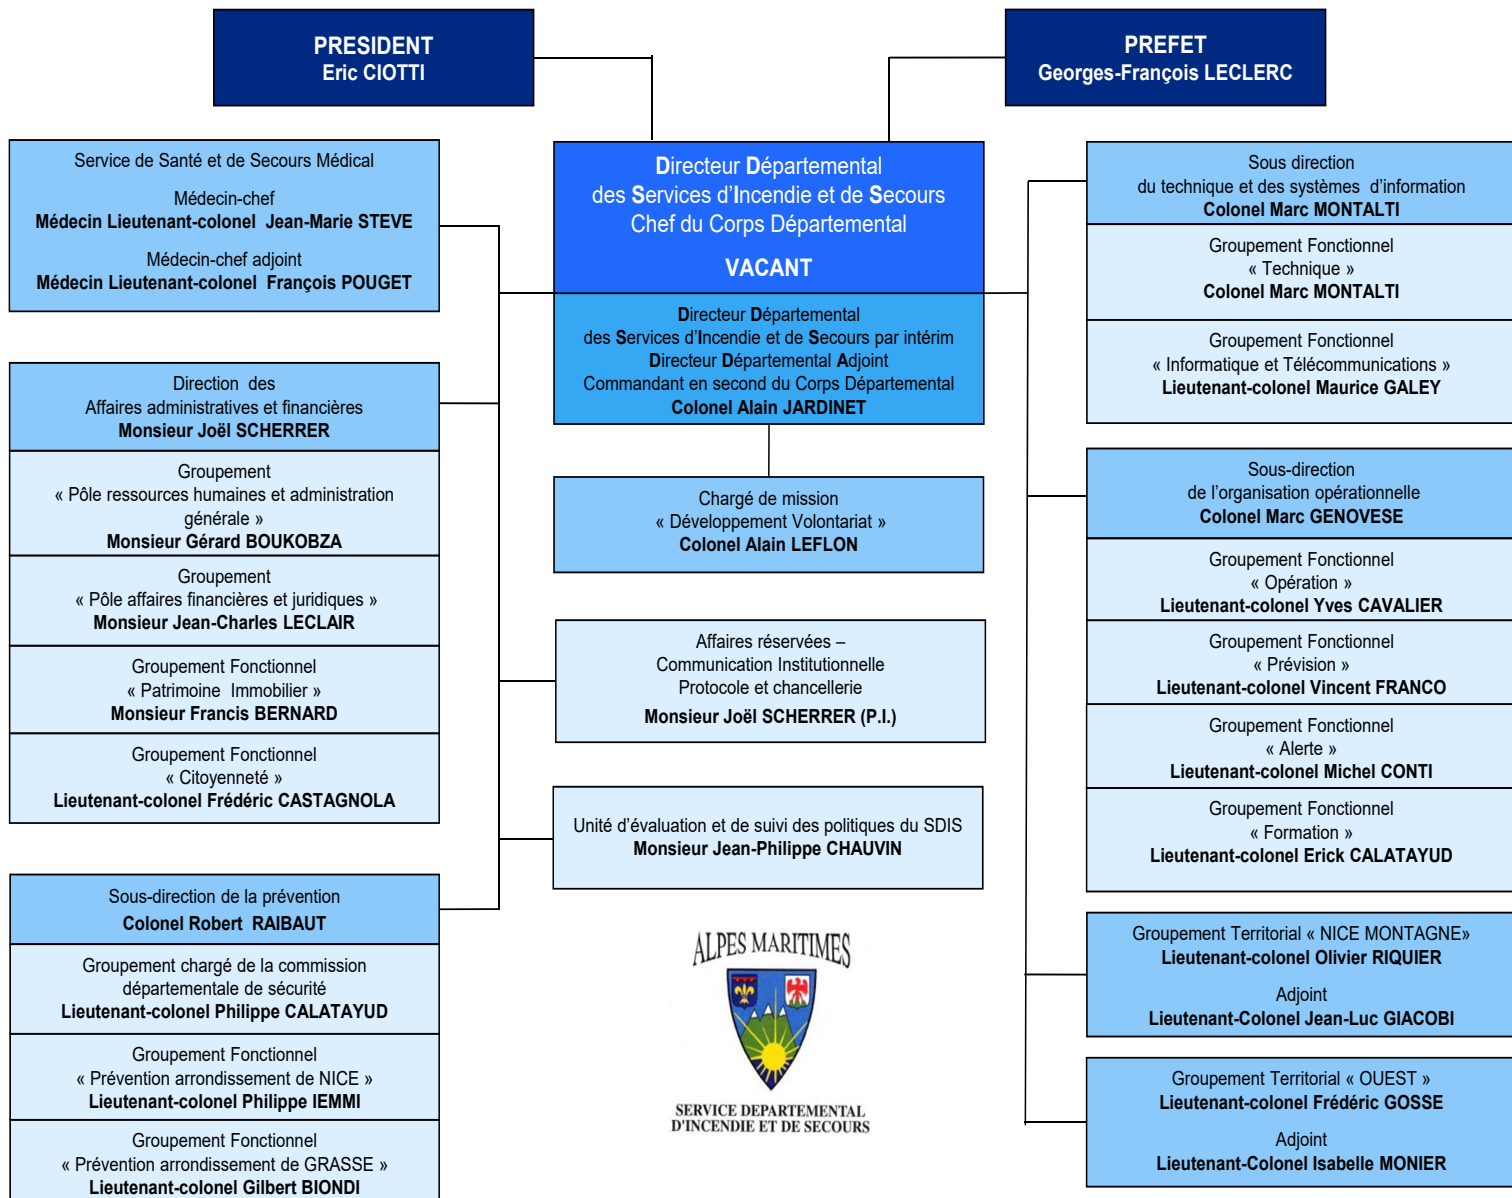 PRESIDENT
Eric CIOTTI
PREFET
Georges-François LECLERC
Service de Santé et de Secours Médical
Médecin-chef
Médecin Lieutenant-colonel Jean-Marie STEVE
Médecin-chef adjoint
Médecin Lieutenant-colonel François POUGET
Direction des
Affaires administratives et financières
Monsieur Joël SCHERRER
Groupement
« Pôle ressources humaines et administration
générale »
Monsieur Gérard BOUKOBZA
Groupement
« Pôle affaires financières et juridiques »
Monsieur Jean-Charles LECLAIR
Groupement Fonctionnel
« Patrimoine Immobilier »
Monsieur Francis BERNARD
Groupement Fonctionnel
« Citoyenneté »
Lieutenant-colonel Frédéric CASTAGNOLA
Sous-direction de la prévention
Colonel Robert RAIBAUT
Groupement chargé de la commission
départementale de sécurité
Lieutenant-colonel Philippe CALATAYUD
Groupement Fonctionnel
« Prévention arrondissement de NICE »
Lieutenant-colonel Philippe IEMMI
Groupement Fonctionnel
« Prévention arrondissement de GRASSE »
Lieutenant-colonel Gilbert BIONDI
Directeur Départemental
des Services d'Incendie et de Secours
Chef du Corps Départemental
VACANT
Directeur Départemental
des Services d'Incendie et de Secours par intérim
Directeur Départemental Adjoint
Commandant en second du Corps Départemental
Colonel Alain JARDINET
Chargé de mission
« Développement Volontariat »
Colonel Alain LEFLON
Affaires réservées –
Communication Institutionnelle
Protocole et chancellerie
Monsieur Joël SCHERRER (P.I.)
Unité d'évaluation et de suivi des politiques du SDIS
Monsieur Jean-Philippe CHAUVIN
ALPES MARITIMES
SERVICE DEPARTEMENTAL
D'INCENDIE ET DE SECOURS
Sous direction
du technique et des systèmes d'information
Colonel Marc MONTALTI
Groupement Fonctionnel
« Technique »
Colonel Marc MONTALTI
Groupement Fonctionnel
« Informatique et Télécommunications »
Lieutenant-colonel Maurice GALEY
Sous-direction
de l'organisation opérationnelle
Colonel Marc GENOVESE
Groupement Fonctionnel
« Opération »
Lieutenant-colonel Yves CAVALIER
Groupement Fonctionnel
« Prévision »
Lieutenant-colonel Vincent FRANCO
Groupement Fonctionnel
« Alerte »
Lieutenant-colonel Michel CONTI
Groupement Fonctionnel
« Formation »
Lieutenant-colonel Erick CALATAYUD
Groupement Territorial « NICE MONTAGNE»
Lieutenant-colonel Olivier RIQUIER
Adjoint
Lieutenant-Colonel Jean-Luc GIACOBI
Groupement Territorial « OUEST »
Lieutenant-colonel Frédéric GOSSE
Adjoint
Lieutenant-Colonel Isabelle MONIER